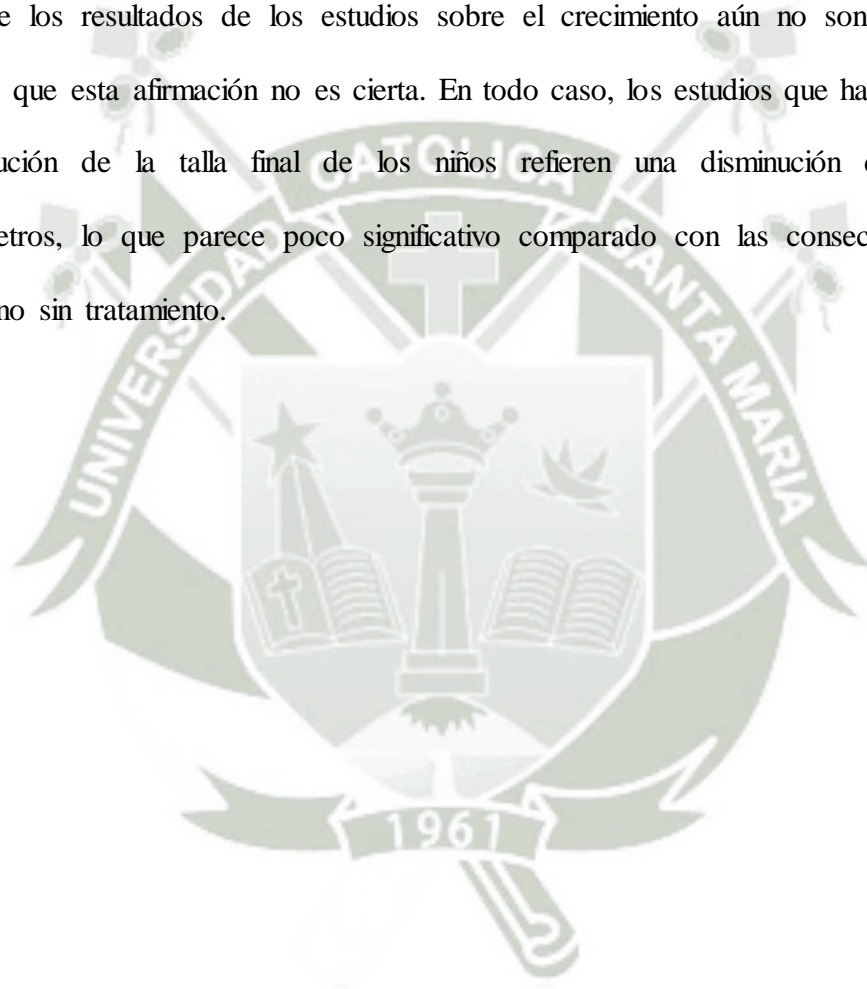 e los resultados de los estudios sobre el crecimiento aún no son
que esta afirmación no es cierta. En todo caso, los estudios que ha
ución de la talla final de los niños refieren una disminución
etros, lo que parece poco significativo comparado con las consec
no sin tratamiento.
UNIVERSIDAD CATOLICA SANTA MARIA
1961